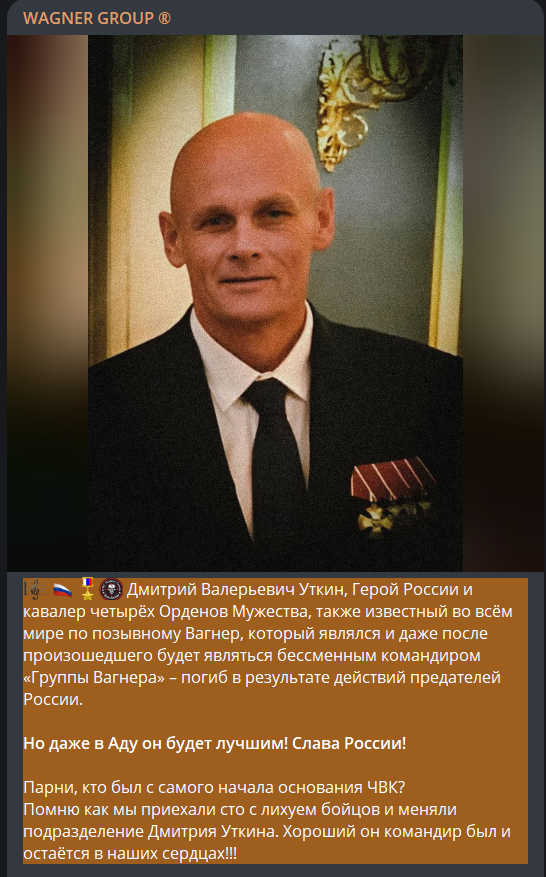 WAGNER GROUP ®
Дмитрий Валерьевич Уткин, Герой России и
кавалер четырёх Орденов Мужества, также известный во всём
мире по позывному Вагнер, который являлся и даже после
произошедшего будет являться бессменным командиром
«Группы Вагнера» – погиб в результате действий предателей
России.
Но даже в Аду он будет лучшим! Слава России!
Парни, кто был с самого начала основания ЧВК?
Помню как мы приехали сто с лихуем бойцов и меняли
подразделение Дмитрия Уткина. Хороший он командир был и
остаётся в наших сердцах!!!